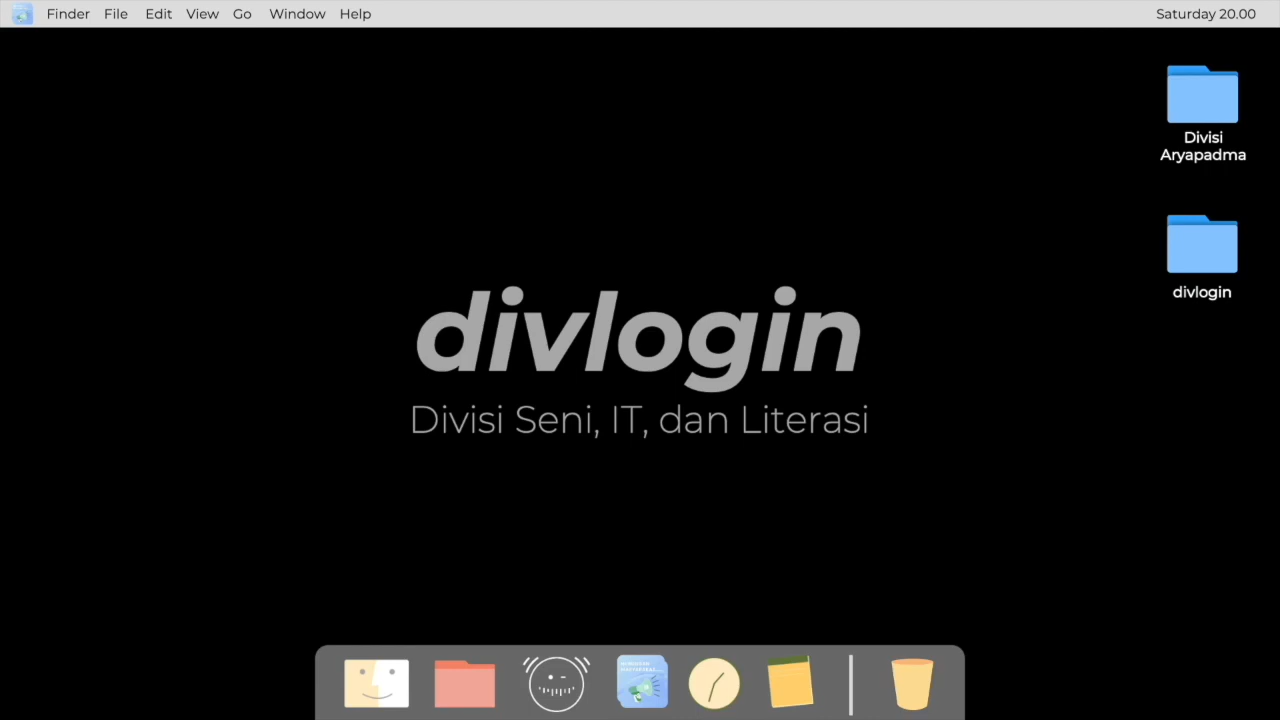 Finder File Edit View Go Window Help Saturday 20.00
Divisi
Aryapadma
divlogin
divlogin
Divisi Seni, IT, dan Literasi